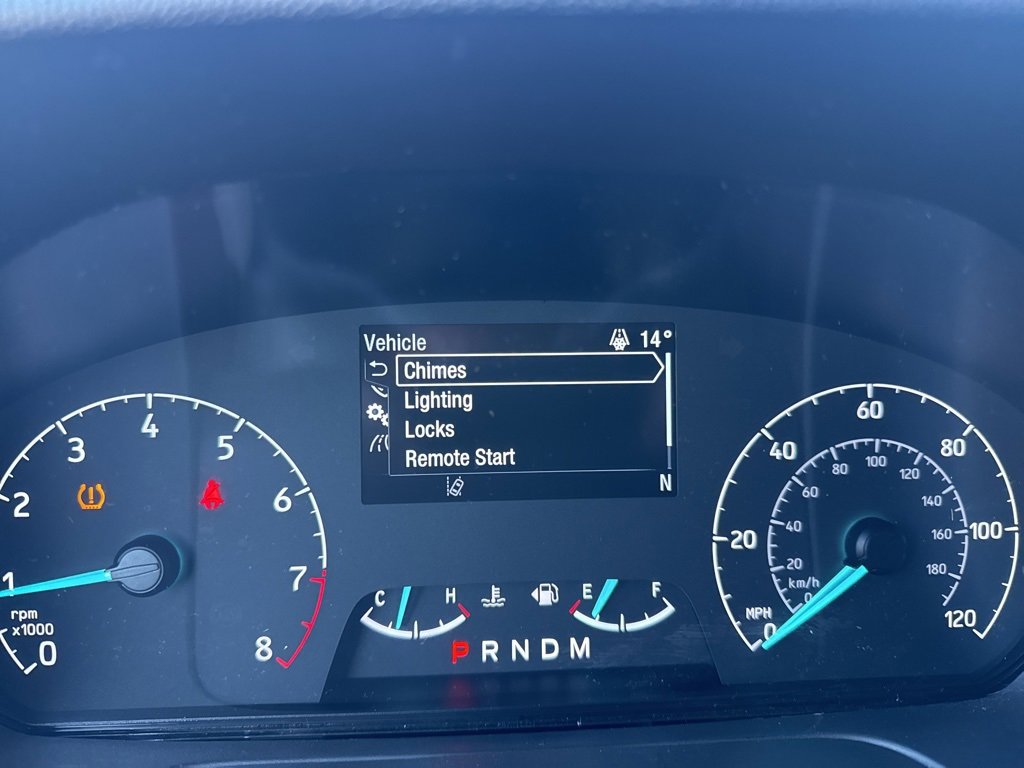 Vehicle 14°
Chimes
Lighting
Locks
Remote Start
N
1 2 3 4 5 6 7 8
rpm
x1000
0
C H E F
P R N D M
0 20 40 60 80 100 120
MPH
0 20 40 60 80 100 120 140 160 180
km/h